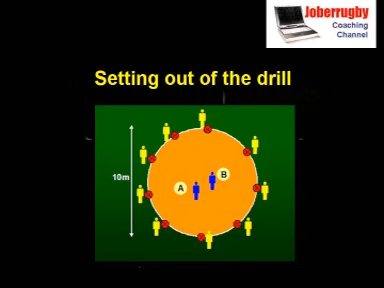 Joberrugby
Coaching
Channel
Setting out of the drill
10m
A
B